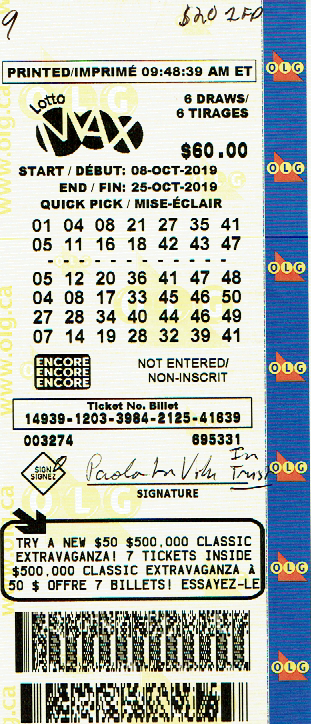 9
$20 2FP
PRINTED/IMPRIMÉ 09:48:39 AM ET
Lotto MAX
6 DRAWS/
6 TIRAGES
$60.00
START / DÉBUT: 08-OCT-2019
END / FIN: 25-OCT-2019
QUICK PICK / MISE-ÉCLAIR
01 04 08 21 27 35 41
05 11 16 18 42 43 47
- - - - - - - - - - - - -
05 12 20 36 41 47 48
04 08 17 33 45 46 50
27 28 34 40 44 46 49
07 14 19 28 32 39 41
ENCORE
ENCORE
ENCORE
NOT ENTERED/
NON-INSCRIT
Ticket No. Billet
14939-1203-3984-2125-41639
003274 695331
SIGN
SIGNEZ
In
Trust
SIGNATURE
TRY A NEW $50 $500,000 CLASSIC
EXTRAVAGANZA! 7 TICKETS INSIDE
$500,000 CLASSIC EXTRAVAGANZA À
50 $ OFFRE 7 BILLETS! ESSAYEZ-LE
OLG
OLG
OLG
OLG
OLG
OLG
OLG
www.olg.ca